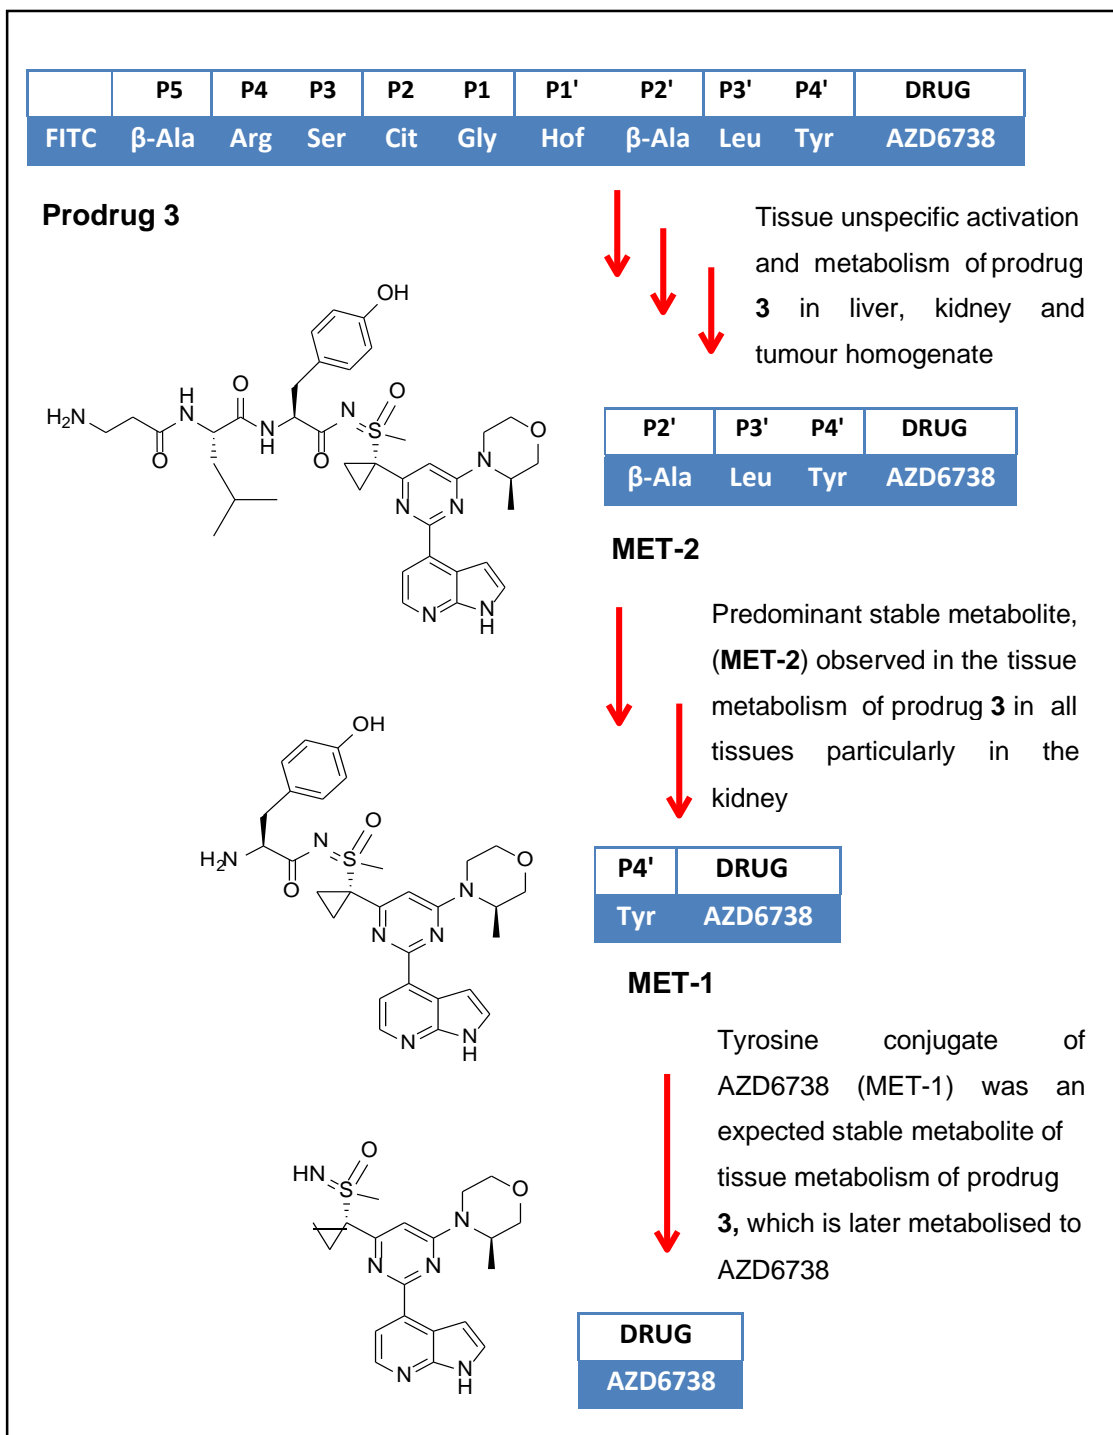 P5 P4 P3 P2 P1 P1' P2' P3' P4' DRUG
FITC β-Ala Arg Ser Cit Gly Hof β-Ala Leu Tyr AZD6738
Prodrug 3
Tissue unspecific activation
and metabolism of prodrug
3 in liver, kidney and
tumour homogenate
OH
H2N
O
H
N
O
N
H
O
N
S
O
N
O
N
N
N
N
H
P2' P3' P4' DRUG
β-Ala Leu Tyr AZD6738
MET-2
Predominant stable metabolite,
(MET-2) observed in the tissue
metabolism of prodrug 3 in all
tissues particularly in the
kidney
OH
H2N
O
N
S
O
N
O
N
N
N
N
H
P4' DRUG
Tyr AZD6738
MET-1
Tyrosine conjugate of
AZD6738 (MET-1) was an
expected stable metabolite of
tissue metabolism of prodrug
3, which is later metabolised to
AZD6738
HN
S
O
N
O
N
N
N
N
H
DRUG
AZD6738